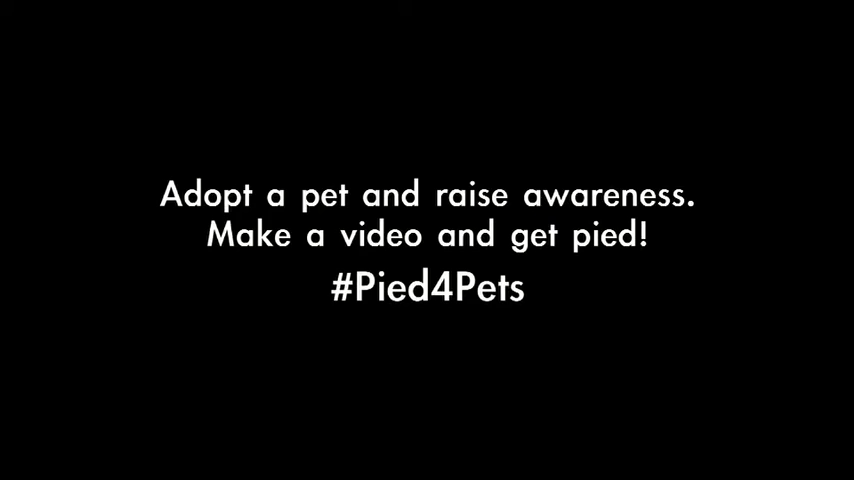 Adopt a pet and raise awareness.
Make a video and get pied!
#Pied4Pets